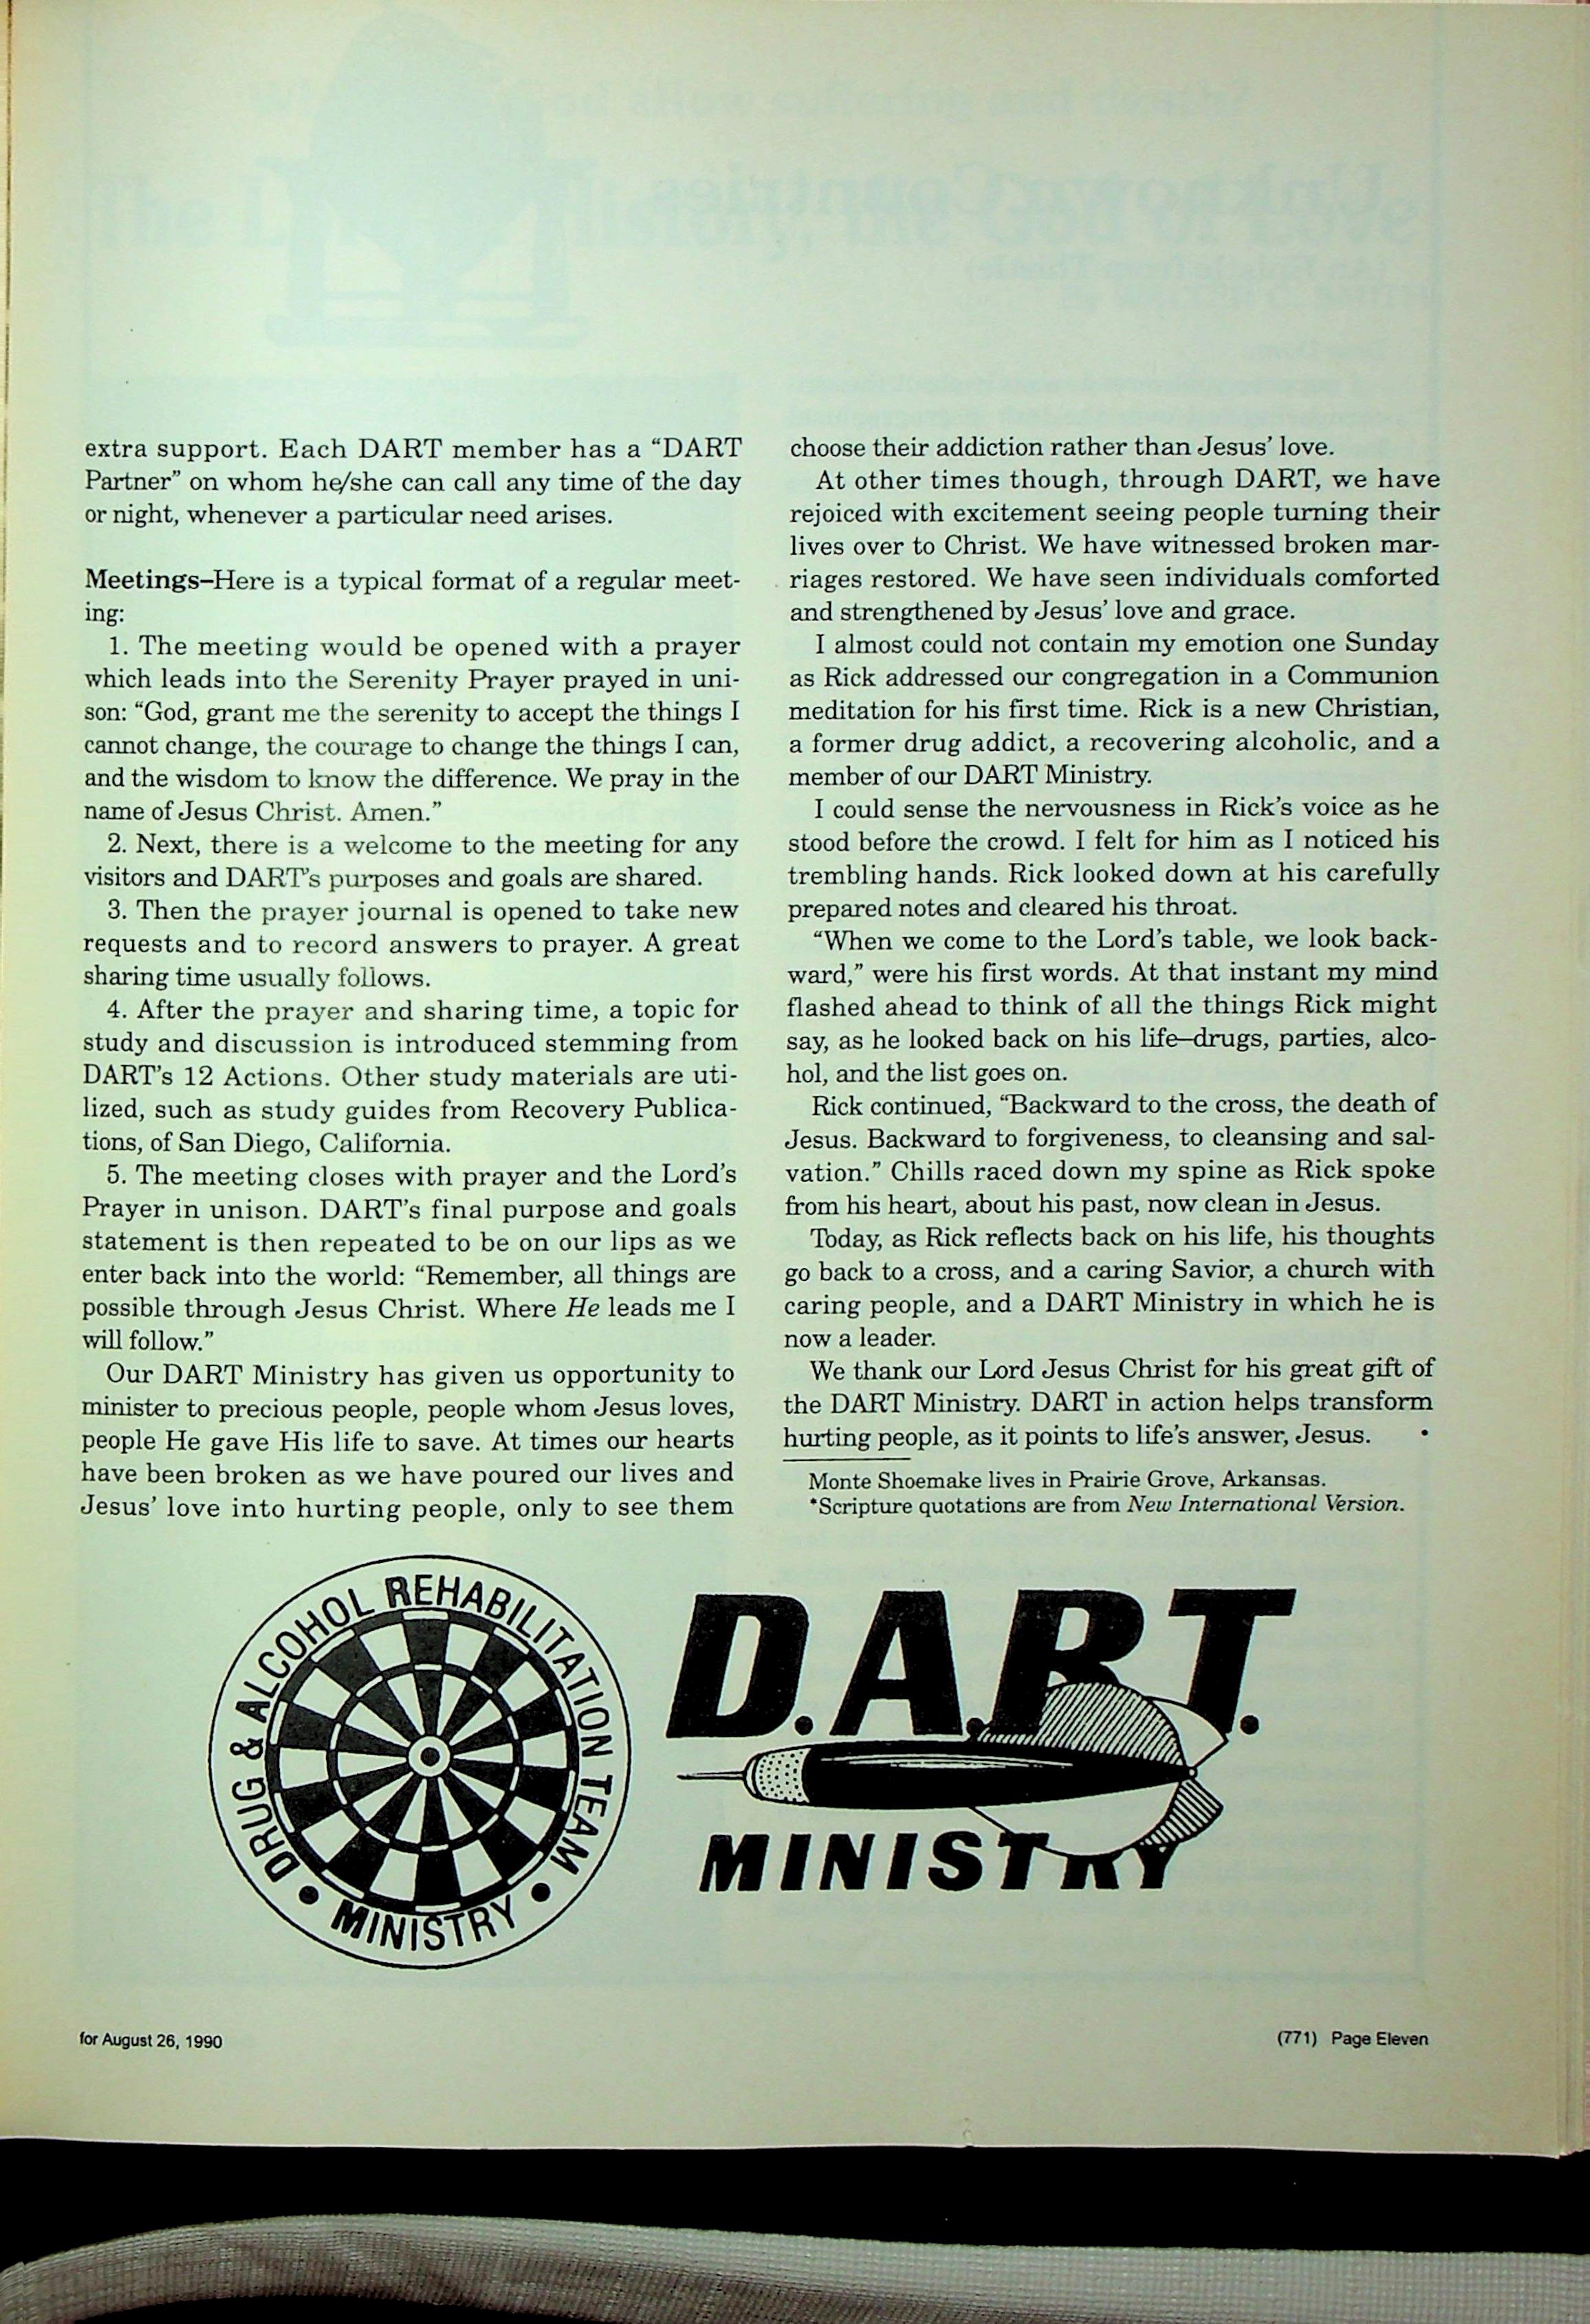 extra support. Each DART member has a “DART
Partner” on whom he/she can call any time of the day
or night, whenever a particular need arises.
Meetings–Here is a typical format of a regular meet-
ing:
1. The meeting would be opened with a prayer
which leads into the Serenity Prayer prayed in uni-
son: “God, grant me the serenity to accept the things I
cannot change, the courage to change the things I can,
and the wisdom to know the difference. We pray in the
name of Jesus Christ. Amen.”
2. Next, there is a welcome to the meeting for any
visitors and DART’s purposes and goals are shared.
3. Then the prayer journal is opened to take new
requests and to record answers to prayer. A great
sharing time usually follows.
4. After the prayer and sharing time, a topic for
study and discussion is introduced stemming from
DART’s 12 Actions. Other study materials are uti-
lized, such as study guides from Recovery Publica-
tions, of San Diego, California.
5. The meeting closes with prayer and the Lord’s
Prayer in unison. DART’s final purpose and goals
statement is then repeated to be on our lips as we
enter back into the world: “Remember, all things are
possible through Jesus Christ. Where He leads me I
will follow.”
Our DART Ministry has given us opportunity to
minister to precious people, people whom Jesus loves,
people He gave His life to save. At times our hearts
have been broken as we have poured our lives and
Jesus’ love into hurting people, only to see them
choose their addiction rather than Jesus’ love.
At other times though, through DART, we have
rejoiced with excitement seeing people turning their
lives over to Christ. We have witnessed broken mar-
riages restored. We have seen individuals comforted
and strengthened by Jesus’ love and grace.
I almost could not contain my emotion one Sunday
as Rick addressed our congregation in a Communion
meditation for his first time. Rick is a new Christian,
a former drug addict, a recovering alcoholic, and a
member of our DART Ministry.
I could sense the nervousness in Rick’s voice as he
stood before the crowd. I felt for him as I noticed his
trembling hands. Rick looked down at his carefully
prepared notes and cleared his throat.
“When we come to the Lord’s table, we look back-
ward,” were his first words. At that instant my mind
flashed ahead to think of all the things Rick might
say, as he looked back on his life–drugs, parties, alco-
hol, and the list goes on.
Rick continued, “Backward to the cross, the death of
Jesus. Backward to forgiveness, to cleansing and sal-
vation.” Chills raced down my spine as Rick spoke
from his heart, about his past, now clean in Jesus.
Today, as Rick reflects back on his life, his thoughts
go back to a cross, and a caring Savior, a church with
caring people, and a DART Ministry in which he is
now a leader.
We thank our Lord Jesus Christ for his great gift of
the DART Ministry. DART in action helps transform
hurting people, as it points to life’s answer, Jesus. •
Monte Shoemake lives in Prairie Grove, Arkansas.
*Scripture quotations are from New International Version.
DRUG & ALCOHOL REHABILITATION TEAM
• MINISTRY •
D.A.R.T.
MINISTRY
for August 26, 1990
(771) Page Eleven